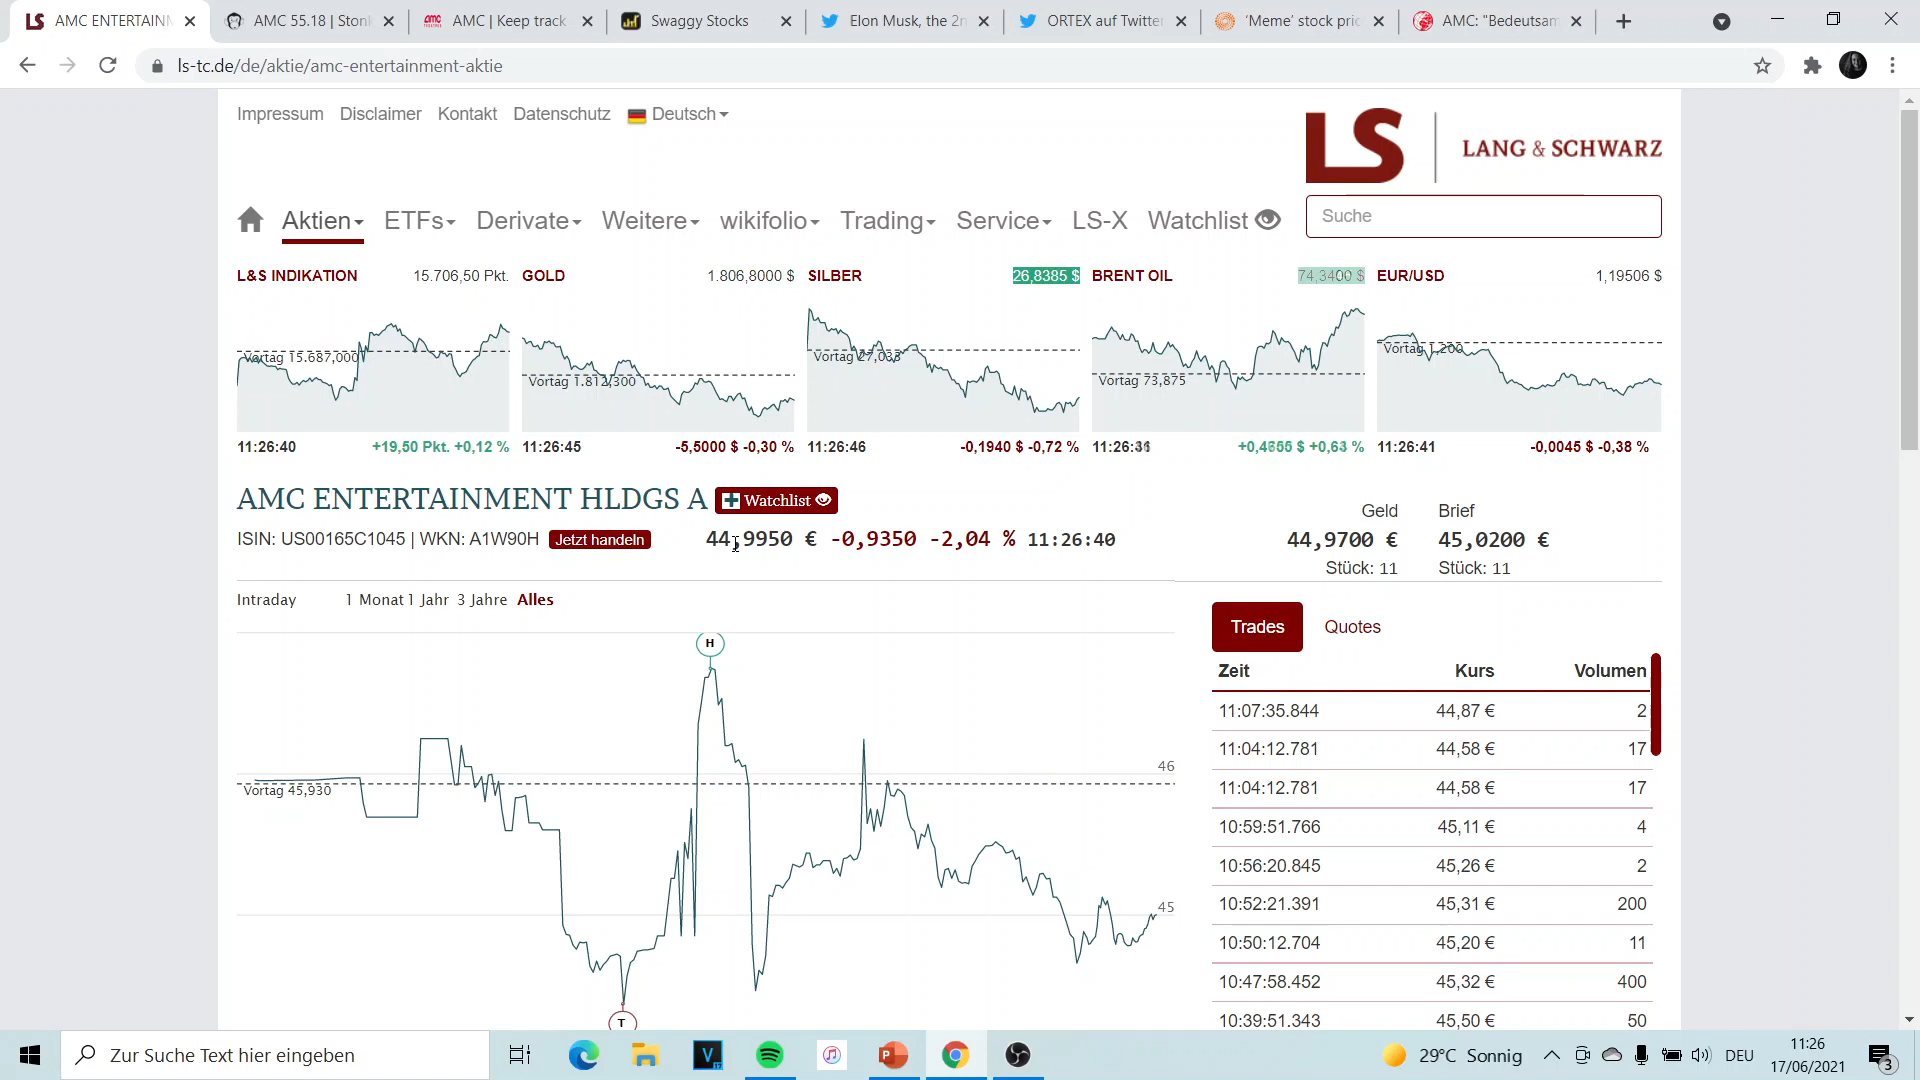 AMC ENTERTAINM
AMC 55.18 | Stonk
AMC | Keep track
Swaggy Stocks
Elon Musk, the 2n
ORTEX auf Twitter
'Meme' stock pric
AMC: "Bedeutsam
ls-tc.de/de/aktie/amc-entertainment-aktie
Impressum Disclaimer Kontakt Datenschutz Deutsch
LS LANG & SCHWARZ
Aktien ETFs Derivate Weitere wikifolio Trading Service LS-X Watchlist
Suche
L&S INDIKATION 15.706,50 Pkt. GOLD 1.806,8000 $ SILBER 26,8385 $ BRENT OIL 74,3400 $ EUR/USD 1,19506 $
Vortag 15.687,000
Vortag 1.812,300
Vortag 27,033
Vortag 73,875
Vortag 1,200
11:26:40 +19,50 Pkt. +0,12 % 11:26:45 -5,5000 $ -0,30 % 11:26:46 -0,1940 $ -0,72 % $ +0,63 % 11:26:41 -0,0045 $ -0,38 %
AMC ENTERTAINMENT HLDGS A Watchlist
Geld Brief
ISIN: US00165C1045 | WKN: A1W90H Jetzt handeln 44,9950 € -0,9350 -2,04 % 11:26:40
44,9700 € 45,0200 €
Stück: 11 Stück: 11
Intraday 1 Monat 1 Jahr 3 Jahre Alles
H
46
Vortag 45,930
45
T
Trades Quotes
Zeit Kurs Volumen
11:07:35.844 44,87 € 2
11:04:12.781 44,58 € 17
11:04:12.781 44,58 € 17
10:59:51.766 45,11 € 4
10:56:20.845 45,26 € 2
10:52:21.391 45,31 € 200
10:50:12.704 45,20 € 11
10:47:58.452 45,32 € 400
10:39:51.343 45,50 € 50
Zur Suche Text hier eingeben
29°C Sonnig
DEU
11:26
17/06/2021
3